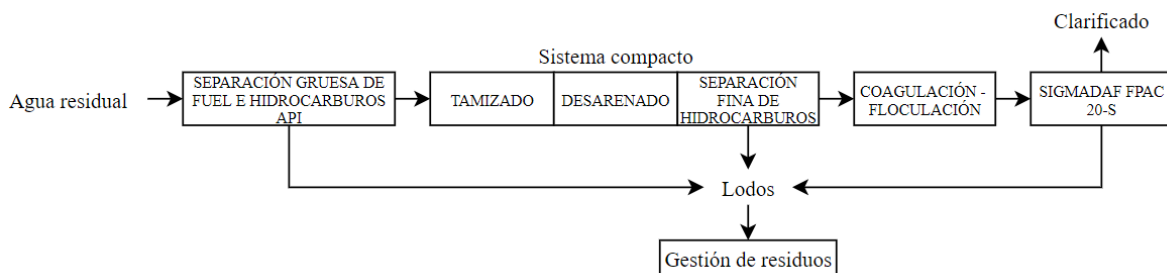 Clarificado
Sistema compacto
Agua residual
SEPARACIÓN GRUESA DE
FUEL E HIDROCARBUROS
API
TAMIZADO
DESARENADO
SEPARACIÓN
FINA DE
HIDROCARBUROS
COAGULACIÓN -
FLOCULACIÓN
SIGMADAF FPAC
20-S
Lodos
Gestión de residuos